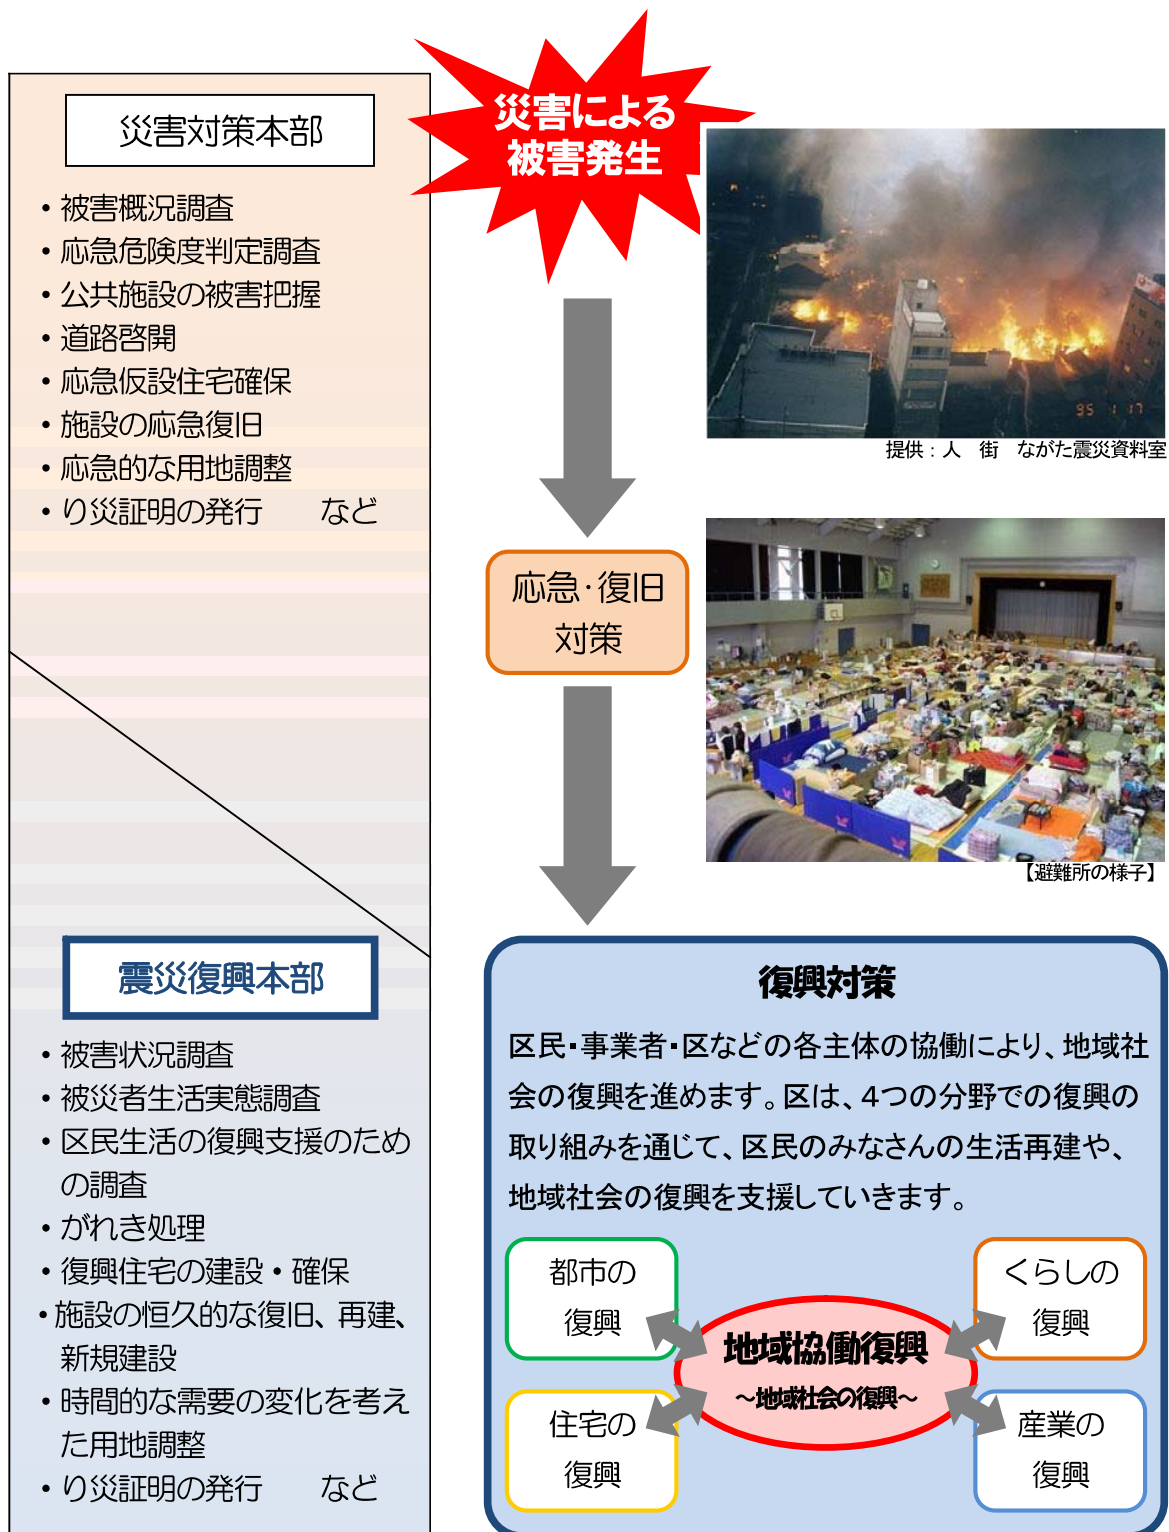 災害対策本部
・被害概況調査
・応急危険度判定調査
・公共施設の被害把握
・道路啓開
・応急仮設住宅確保
・施設の応急復旧
・応急的な用地調整
・り災証明の発行　　など
震災復興本部
・被害状況調査
・被災者生活実態調査
・区民生活の復興支援のため
の調査
・がれき処理
・復興住宅の建設・確保
・施設の恒久的な復旧、再建、
新規建設
・時間的な需要の変化を考え
た用地調整
・り災証明の発行　　など
災害による
被害発生
95 1 17
提供：人　街　ながた震災資料室
応急・復旧
対策
【避難所の様子】
復興対策
区民・事業者・区などの各主体の協働により、地域社
会の復興を進めます。区は、４つの分野での復興の
取り組みを通じて、区民のみなさんの生活再建や、
地域社会の復興を支援していきます。
都市の
復興
くらしの
復興
地域協働復興
～地域社会の復興～
住宅の
復興
産業の
復興